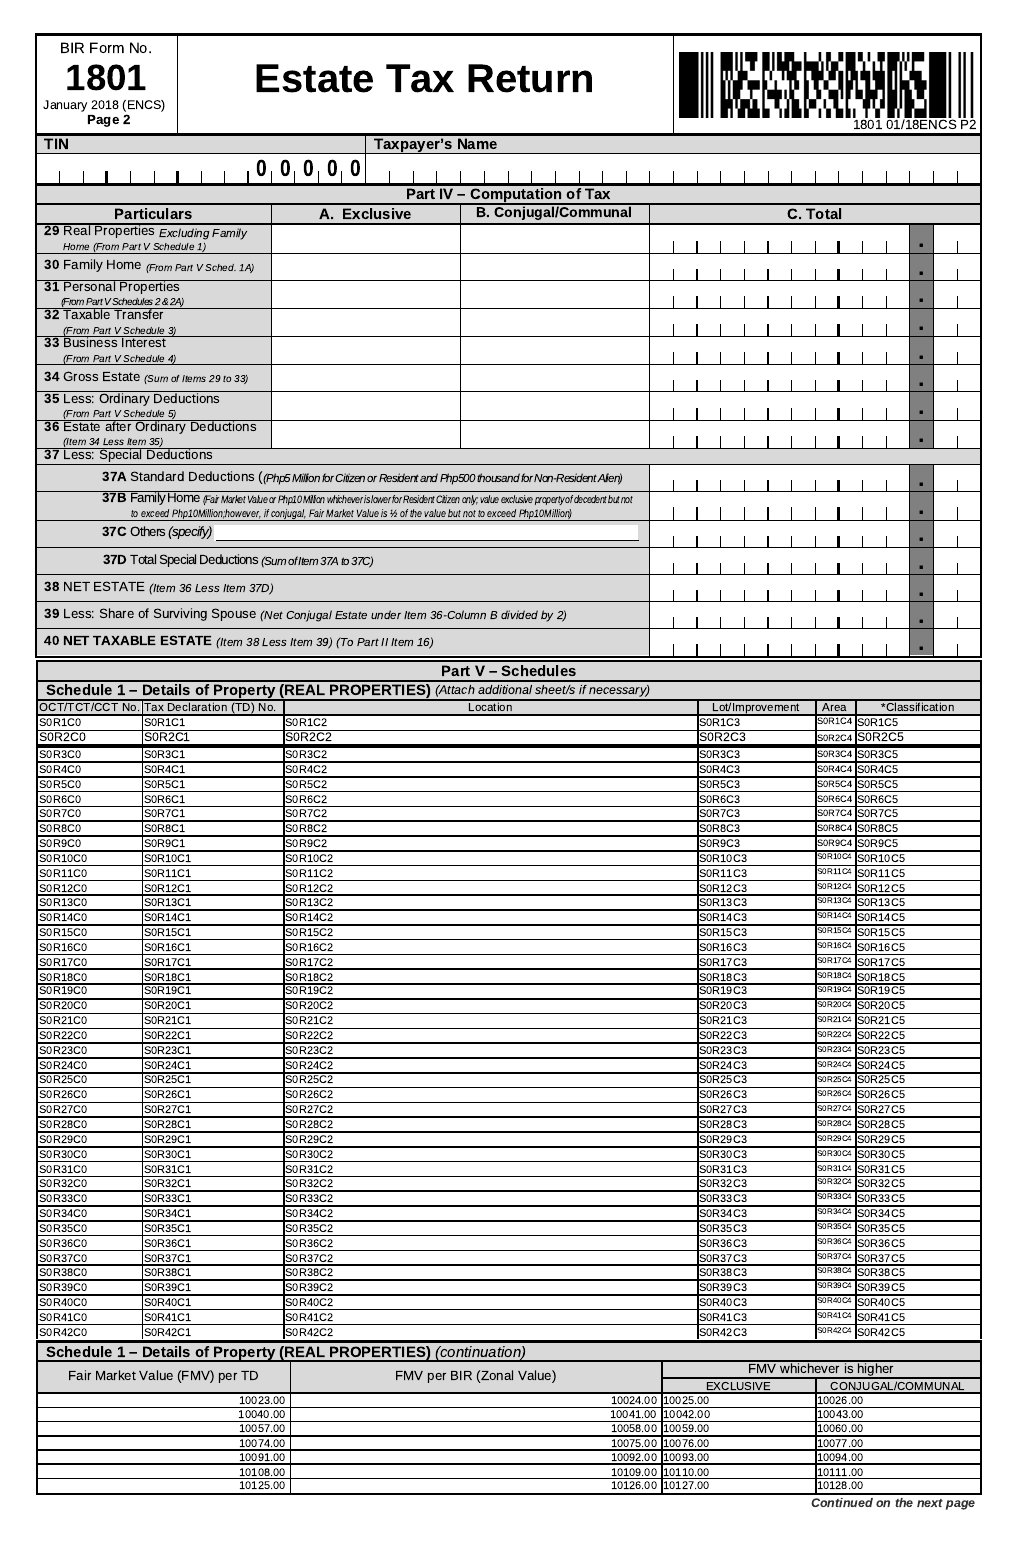 BIR Form No.
1801
January 2018 (ENCS)
Page 2
Estate Tax Return
1801 01/18ENCS P2
TIN Taxpayer's Name
0 0 0 0 0
Part IV – Computation of Tax
Particulars A. Exclusive B. Conjugal/Communal C. Total
29 Real Properties Excluding Family
Home (From Part V Schedule 1) .
30 Family Home (From Part V Sched. 1A) .
31 Personal Properties
(From Part V Schedules 2 & 2A) .
32 Taxable Transfer
(From Part V Schedule 3) .
33 Business Interest
(From Part V Schedule 4) .
34 Gross Estate (Sum of Items 29 to 33) .
35 Less: Ordinary Deductions
(From Part V Schedule 5) .
36 Estate after Ordinary Deductions
(Item 34 Less Item 35) .
37 Less: Special Deductions
37A Standard Deductions ((Php5 Million for Citizen or Resident and Php500 thousand for Non-Resident Alien) .
37B Family Home (Fair Market Value or Php10 Million whichever is lower for Resident Citizen only; value exclusive property of decedent but not
to exceed Php10Million;however, if conjugal, Fair Market Value is ½ of the value but not to exceed Php10Million) .
37C Others (specify) .
37D Total Special Deductions (Sum of Item 37A to 37C) .
38 NET ESTATE (Item 36 Less Item 37D) .
39 Less: Share of Surviving Spouse (Net Conjugal Estate under Item 36-Column B divided by 2) .
40 NET TAXABLE ESTATE (Item 38 Less Item 39) (To Part II Item 16) .
Part V – Schedules
Schedule 1 – Details of Property (REAL PROPERTIES) (Attach additional sheet/s if necessary)
OCT/TCT/CCT No. Tax Declaration (TD) No. Location Lot/Improvement Area *Classification
S0R1C0 S0R1C1 S0R1C2 S0R1C3 S0R1C4 S0R1C5
S0R2C0 S0R2C1 S0R2C2 S0R2C3 S0R2C4 S0R2C5
S0R3C0 S0R3C1 S0R3C2 S0R3C3 S0R3C4 S0R3C5
S0R4C0 S0R4C1 S0R4C2 S0R4C3 S0R4C4 S0R4C5
S0R5C0 S0R5C1 S0R5C2 S0R5C3 S0R5C4 S0R5C5
S0R6C0 S0R6C1 S0R6C2 S0R6C3 S0R6C4 S0R6C5
S0R7C0 S0R7C1 S0R7C2 S0R7C3 S0R7C4 S0R7C5
S0R8C0 S0R8C1 S0R8C2 S0R8C3 S0R8C4 S0R8C5
S0R9C0 S0R9C1 S0R9C2 S0R9C3 S0R9C4 S0R9C5
S0R10C0 S0R10C1 S0R10C2 S0R10C3 S0R10C4 S0R10C5
S0R11C0 S0R11C1 S0R11C2 S0R11C3 S0R11C4 S0R11C5
S0R12C0 S0R12C1 S0R12C2 S0R12C3 S0R12C4 S0R12C5
S0R13C0 S0R13C1 S0R13C2 S0R13C3 S0R13C4 S0R13C5
S0R14C0 S0R14C1 S0R14C2 S0R14C3 S0R14C4 S0R14C5
S0R15C0 S0R15C1 S0R15C2 S0R15C3 S0R15C4 S0R15C5
S0R16C0 S0R16C1 S0R16C2 S0R16C3 S0R16C4 S0R16C5
S0R17C0 S0R17C1 S0R17C2 S0R17C3 S0R17C4 S0R17C5
S0R18C0 S0R18C1 S0R18C2 S0R18C3 S0R18C4 S0R18C5
S0R19C0 S0R19C1 S0R19C2 S0R19C3 S0R19C4 S0R19C5
S0R20C0 S0R20C1 S0R20C2 S0R20C3 S0R20C4 S0R20C5
S0R21C0 S0R21C1 S0R21C2 S0R21C3 S0R21C4 S0R21C5
S0R22C0 S0R22C1 S0R22C2 S0R22C3 S0R22C4 S0R22C5
S0R23C0 S0R23C1 S0R23C2 S0R23C3 S0R23C4 S0R23C5
S0R24C0 S0R24C1 S0R24C2 S0R24C3 S0R24C4 S0R24C5
S0R25C0 S0R25C1 S0R25C2 S0R25C3 S0R25C4 S0R25C5
S0R26C0 S0R26C1 S0R26C2 S0R26C3 S0R26C4 S0R26C5
S0R27C0 S0R27C1 S0R27C2 S0R27C3 S0R27C4 S0R27C5
S0R28C0 S0R28C1 S0R28C2 S0R28C3 S0R28C4 S0R28C5
S0R29C0 S0R29C1 S0R29C2 S0R29C3 S0R29C4 S0R29C5
S0R30C0 S0R30C1 S0R30C2 S0R30C3 S0R30C4 S0R30C5
S0R31C0 S0R31C1 S0R31C2 S0R31C3 S0R31C4 S0R31C5
S0R32C0 S0R32C1 S0R32C2 S0R32C3 S0R32C4 S0R32C5
S0R33C0 S0R33C1 S0R33C2 S0R33C3 S0R33C4 S0R33C5
S0R34C0 S0R34C1 S0R34C2 S0R34C3 S0R34C4 S0R34C5
S0R35C0 S0R35C1 S0R35C2 S0R35C3 S0R35C4 S0R35C5
S0R36C0 S0R36C1 S0R36C2 S0R36C3 S0R36C4 S0R36C5
S0R37C0 S0R37C1 S0R37C2 S0R37C3 S0R37C4 S0R37C5
S0R38C0 S0R38C1 S0R38C2 S0R38C3 S0R38C4 S0R38C5
S0R39C0 S0R39C1 S0R39C2 S0R39C3 S0R39C4 S0R39C5
S0R40C0 S0R40C1 S0R40C2 S0R40C3 S0R40C4 S0R40C5
S0R41C0 S0R41C1 S0R41C2 S0R41C3 S0R41C4 S0R41C5
S0R42C0 S0R42C1 S0R42C2 S0R42C3 S0R42C4 S0R42C5
Schedule 1 – Details of Property (REAL PROPERTIES) (continuation)
Fair Market Value (FMV) per TD FMV per BIR (Zonal Value) FMV whichever is higher
EXCLUSIVE CONJUGAL/COMMUNAL
10023.00 10024.00 10025.00 10026.00
10040.00 10041.00 10042.00 10043.00
10057.00 10058.00 10059.00 10060.00
10074.00 10075.00 10076.00 10077.00
10091.00 10092.00 10093.00 10094.00
10108.00 10109.00 10110.00 10111.00
10125.00 10126.00 10127.00 10128.00
Continued on the next page